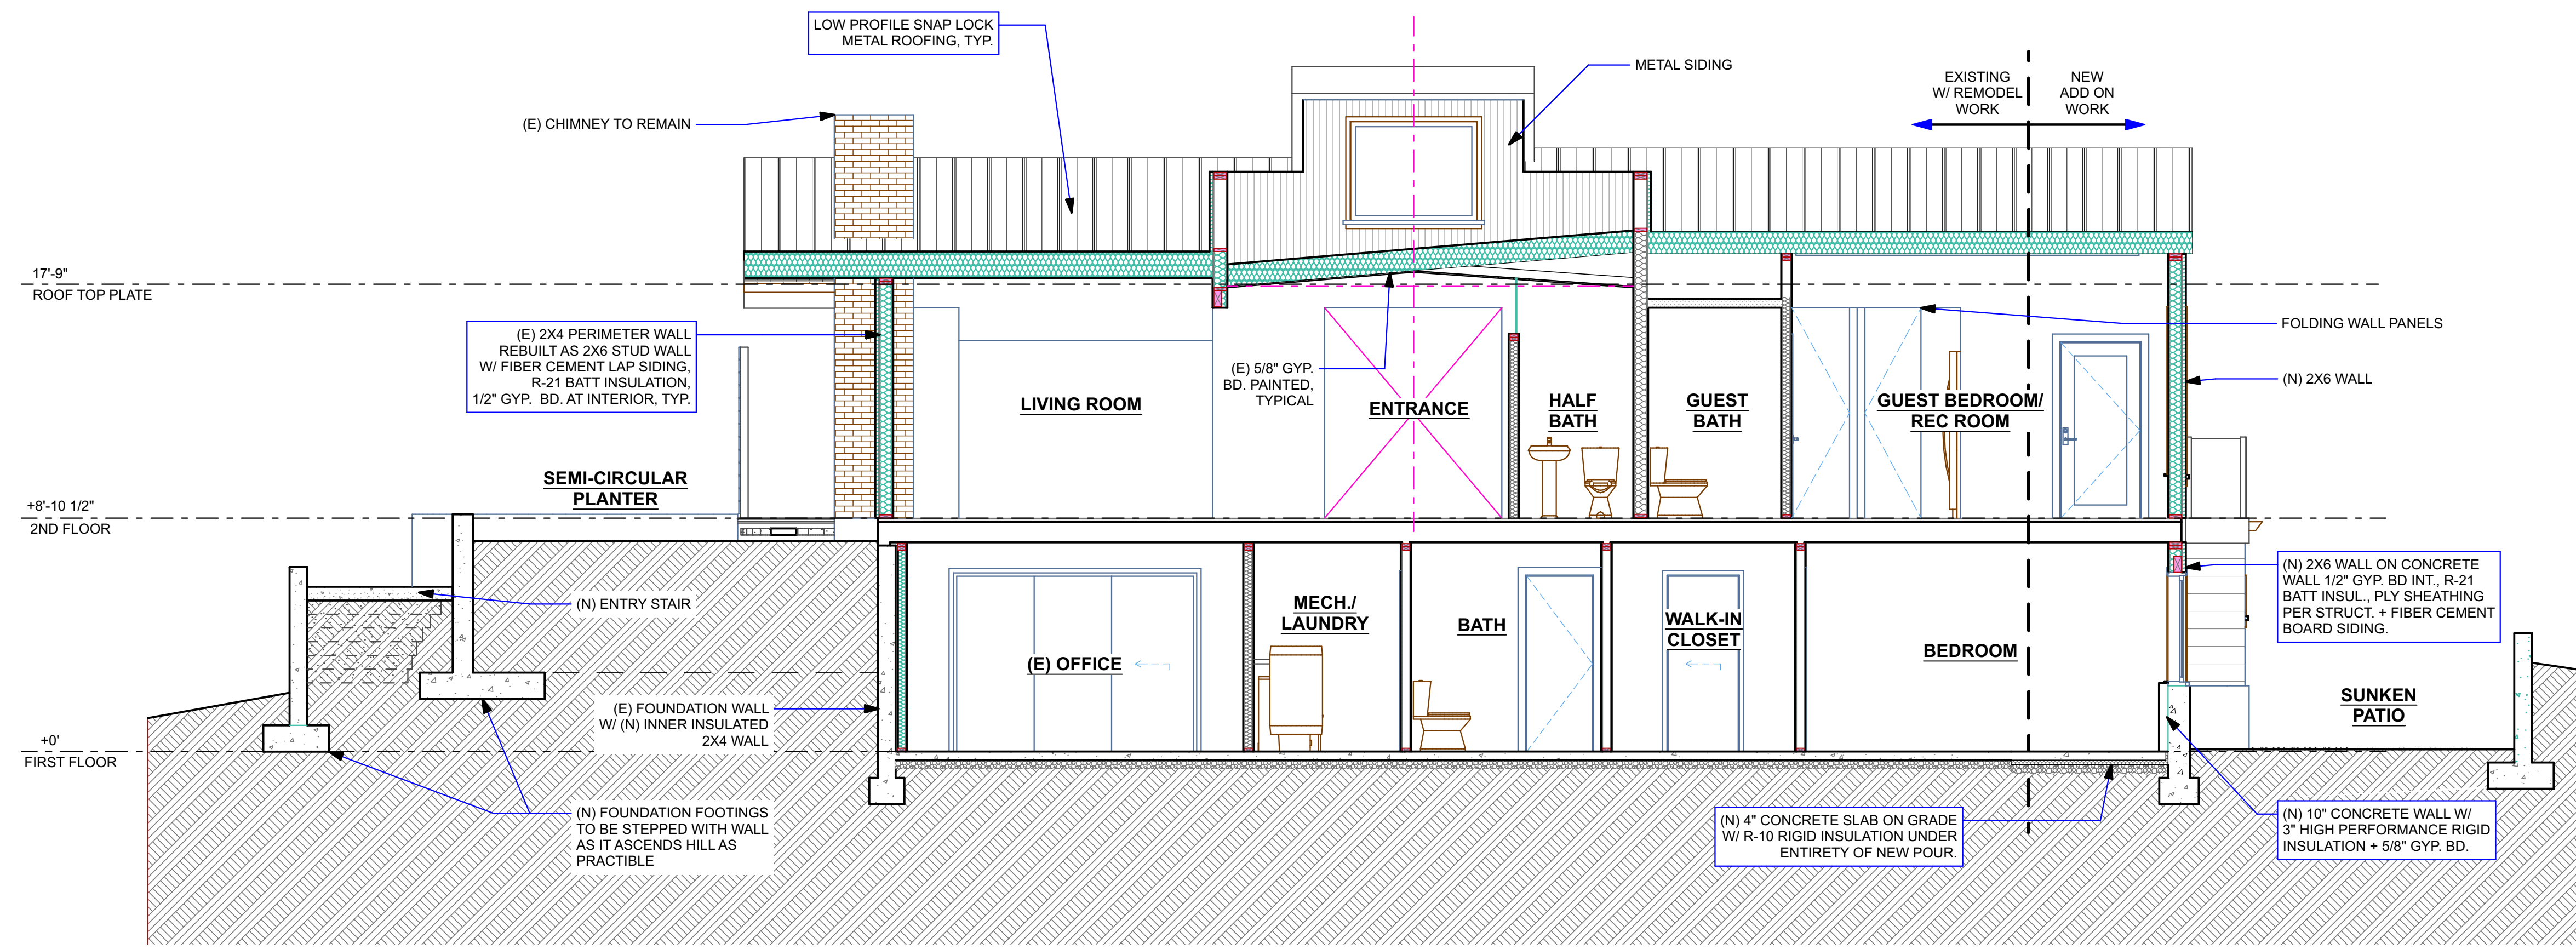 LOW PROFILE SNAP LOCK
METAL ROOFING, TYP.
METAL SIDING
EXISTING
W/ REMODEL
WORK
NEW
ADD ON
WORK
(E) CHIMNEY TO REMAIN
17'-9"
ROOF TOP PLATE
(E) 2X4 PERIMETER WALL
REBUILT AS 2X6 STUD WALL
W/ FIBER CEMENT LAP SIDING,
R-21 BATT INSULATION,
1/2" GYP. BD. AT INTERIOR, TYP.
FOLDING WALL PANELS
(E) 5/8" GYP.
BD. PAINTED,
TYPICAL
(N) 2X6 WALL
LIVING ROOM
ENTRANCE
HALF
BATH
GUEST
BATH
GUEST BEDROOM/
REC ROOM
SEMI-CIRCULAR
PLANTER
+8'-10 1/2"
2ND FLOOR
(N) ENTRY STAIR
MECH./
LAUNDRY
BATH
WALK-IN
CLOSET
(E) OFFICE
BEDROOM
(N) 2X6 WALL ON CONCRETE
WALL 1/2" GYP. BD INT., R-21
BATT INSUL., PLY SHEATHING
PER STRUCT. + FIBER CEMENT
BOARD SIDING.
SUNKEN
PATIO
(E) FOUNDATION WALL
W/ (N) INNER INSULATED
2X4 WALL
+0'
FIRST FLOOR
(N) FOUNDATION FOOTINGS
TO BE STEPPED WITH WALL
AS IT ASCENDS HILL AS
PRACTIBLE
(N) 4" CONCRETE SLAB ON GRADE
W/ R-10 RIGID INSULATION UNDER
ENTIRETY OF NEW POUR.
(N) 10" CONCRETE WALL W/
3" HIGH PERFORMANCE RIGID
INSULATION + 5/8" GYP. BD.